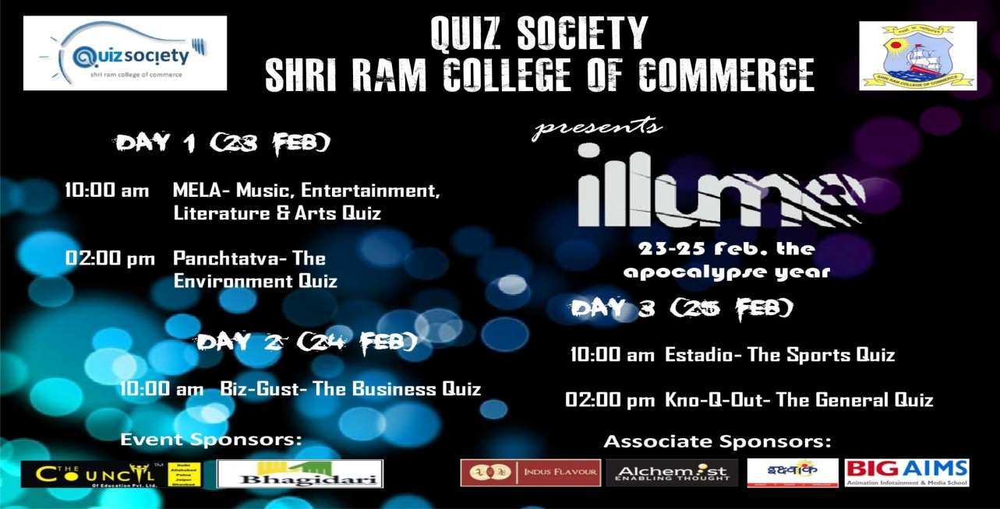 Quiz society
shri ram college of commerce
QUIZ SOCIETY
SHRI RAM COLLEGE OF COMMERCE
SHRI RAM COLLEGE OF COMMERCE
presents
illume
23-25 Feb, the
apocalypse year
DAY 1 (23 FEB)
10:00 am MELA- Music, Entertainment,
Literature & Arts Quiz
02:00 pm Panchtatva- The
Environment Quiz
DAY 2 (24 FEB)
10:00 am Biz-Gust- The Business Quiz
DAY 3 (25 FEB)
10:00 am Estadio- The Sports Quiz
02:00 pm Kno-Q-Out- The General Quiz
Event Sponsors:
THE COUNCIL TM
Of Education Pvt. Ltd.
Delhi
Allahabad
Patna
Jaipur
Dhanbad
Bhagidari
Associate Sponsors:
INDUS FLAVOUR
Alchemist
ENABLING THOUGHT
इक्ष्वाकु
BIG AIMS
Animation Infotainment & Media School